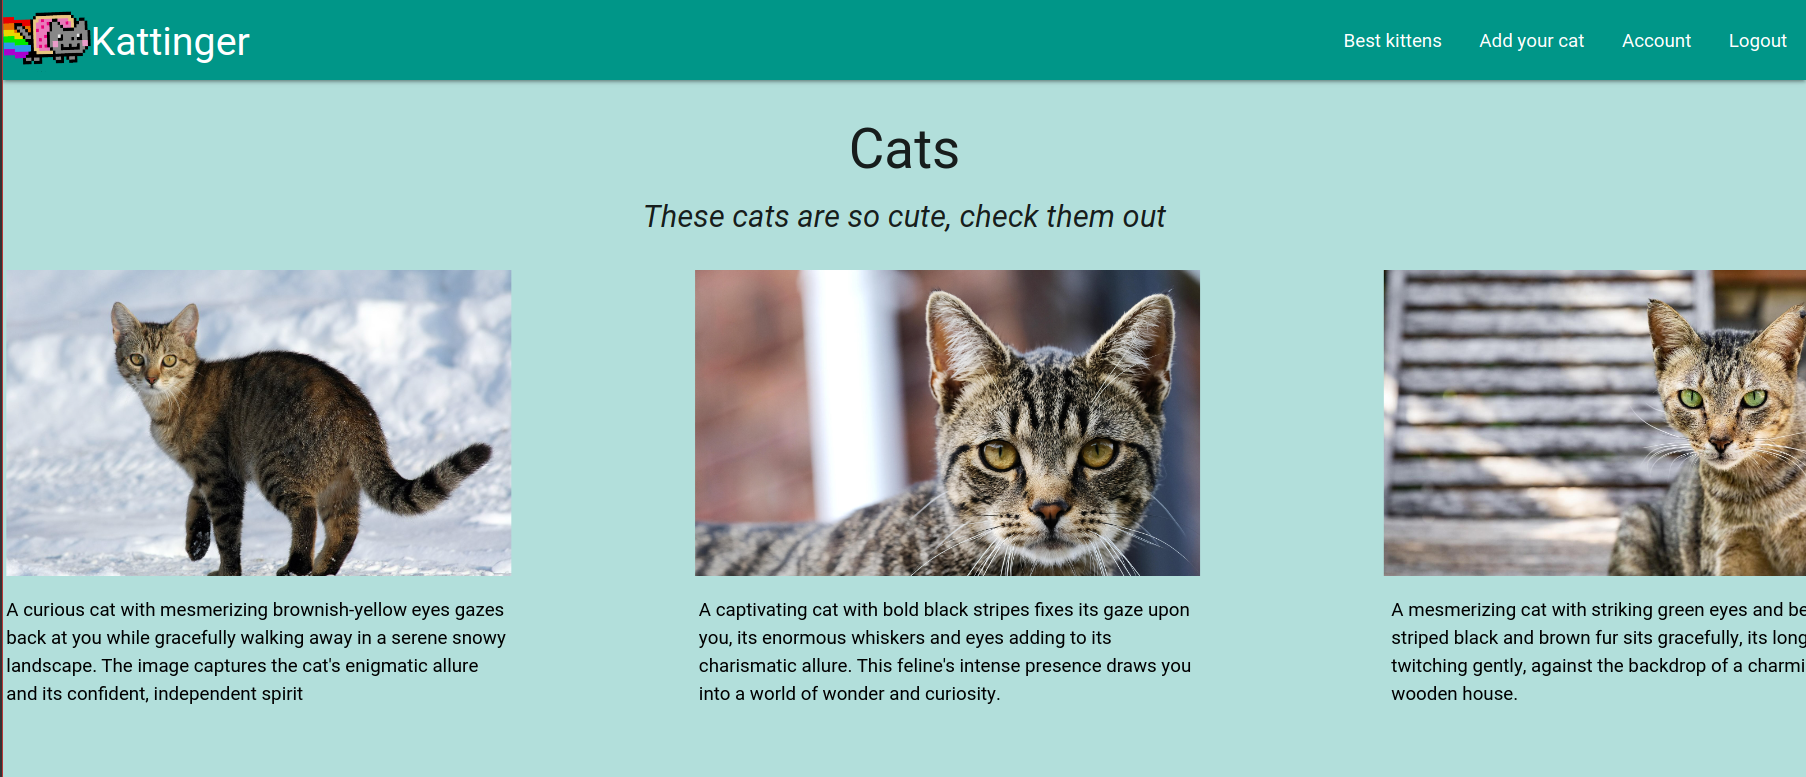 Kattinger
Best kittens
Add your cat
Account
Logout
Cats
These cats are so cute, check them out
A curious cat with mesmerizing brownish-yellow eyes gazes
back at you while gracefully walking away in a serene snowy
landscape. The image captures the cat's enigmatic allure
and its confident, independent spirit
A captivating cat with bold black stripes fixes its gaze upon
you, its enormous whiskers and eyes adding to its
charismatic allure. This feline's intense presence draws you
into a world of wonder and curiosity.
A mesmerizing cat with striking green eyes and be
striped black and brown fur sits gracefully, its long
twitching gently, against the backdrop of a charmi
wooden house.